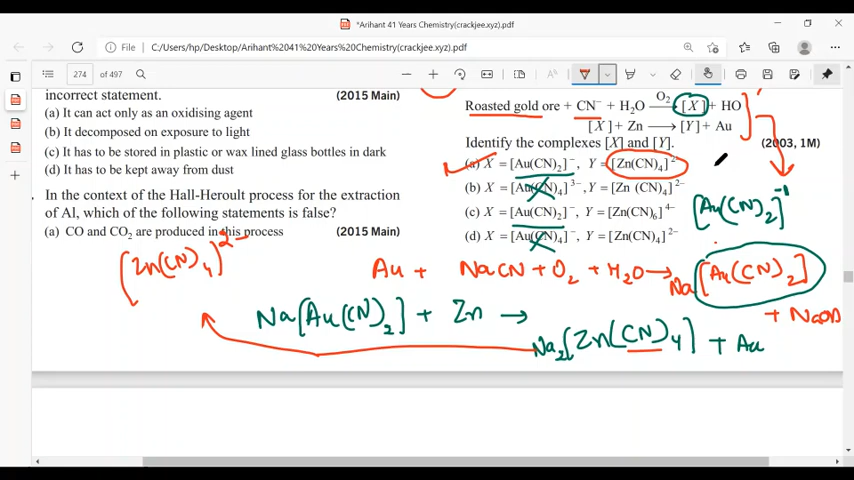 *Arihant 41 Years Chemistry(crackjee.xyz).pdf
File C:/Users/hp/Desktop/Arihant%2041%20Years%20Chemistry(crackjee.xyz).pdf
274 of 497
incorrect statement. (2015 Main)
(a) It can act only as an oxidising agent
(b) It decomposed on exposure to light
(c) It has to be stored in plastic or wax lined glass bottles in dark
(d) It has to be kept away from dust
In the context of the Hall-Heroult process for the extraction
of Al, which of the following statements is false?
(a) CO and CO₂ are produced in this process (2015 Main)
[Zn(CN)₄]²⁻
Roasted gold ore + CN⁻ + H₂O —O₂→ [X] + HO
[X] + Zn ⟶ [Y] + Au
Identify the complexes [X] and [Y]. (2003, 1M)
(a) X = [Au(CN)₂]⁻, Y = [Zn(CN)₄]²⁻
(b) X = [Au(CN)₄]³⁻, Y = [Zn (CN)₄]²⁻
(c) X = [Au(CN)₂]⁻, Y = [Zn(CN)₆]⁴⁻
(d) X = [Au(CN)₄]⁻, Y = [Zn(CN)₄]²⁻
[Au(CN)₂]⁻¹
Au + NaCN + O₂ + H₂O → Na[Au(CN)₂]
+ NaOH
Na[Au(CN)₂] + Zn →
Na₂[Zn(CN)₄] + Au